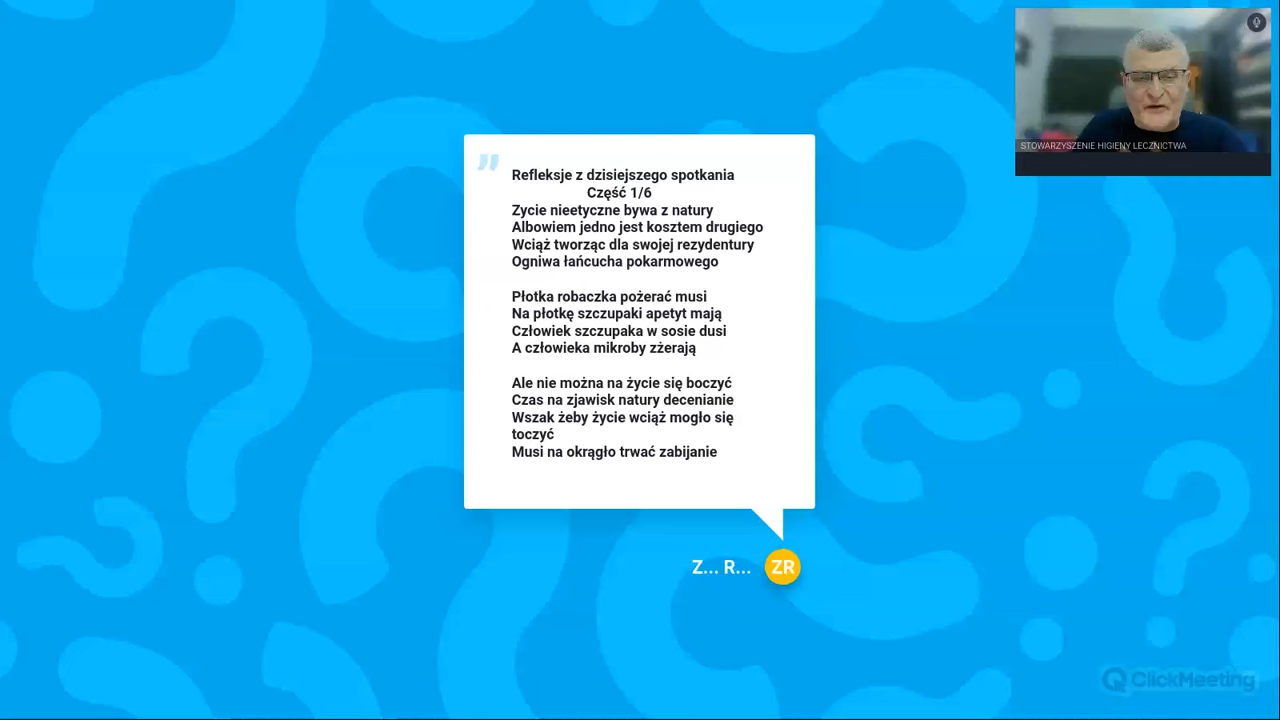 STOWARZYSZENIE HIGIENY LECZNICTWA
Refleksje z dzisiejszego spotkania
Część 1/6
Zycie nieetyczne bywa z natury
Albowiem jedno jest kosztem drugiego
Wciąż tworząc dla swojej rezydentury
Ogniwa łańcucha pokarmowego
Płotka robaczka pożerać musi
Na płotkę szczupaki apetyt mają
Człowiek szczupaka w sosie dusi
A człowieka mikroby zżerają
Ale nie można na życie się boczyć
Czas na zjawisk natury decenianie
Wszak żeby życie wciąż mogło się
toczyć
Musi na okrągło trwać zabijanie
Z... R... ZR
ClickMeeting